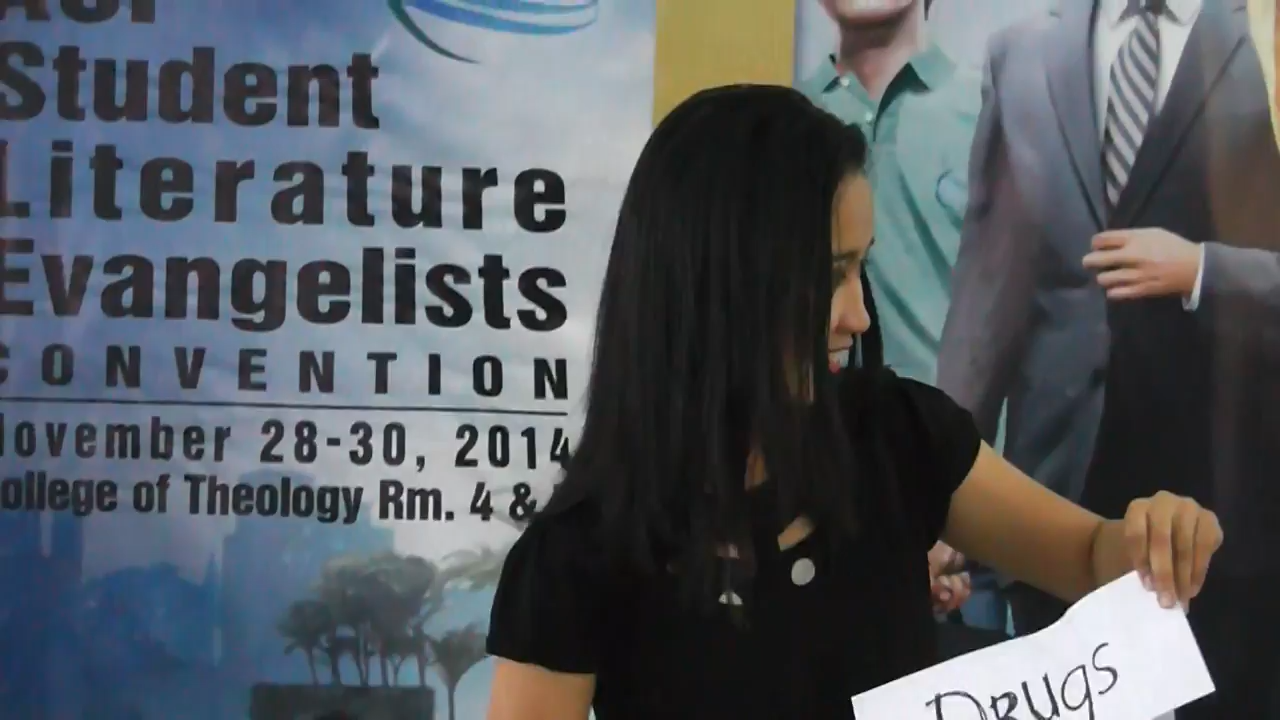 Student
Literature
Evangelists
CONVENTION
November 28-30, 2014
College of Theology Rm. 4 &
DRUgS